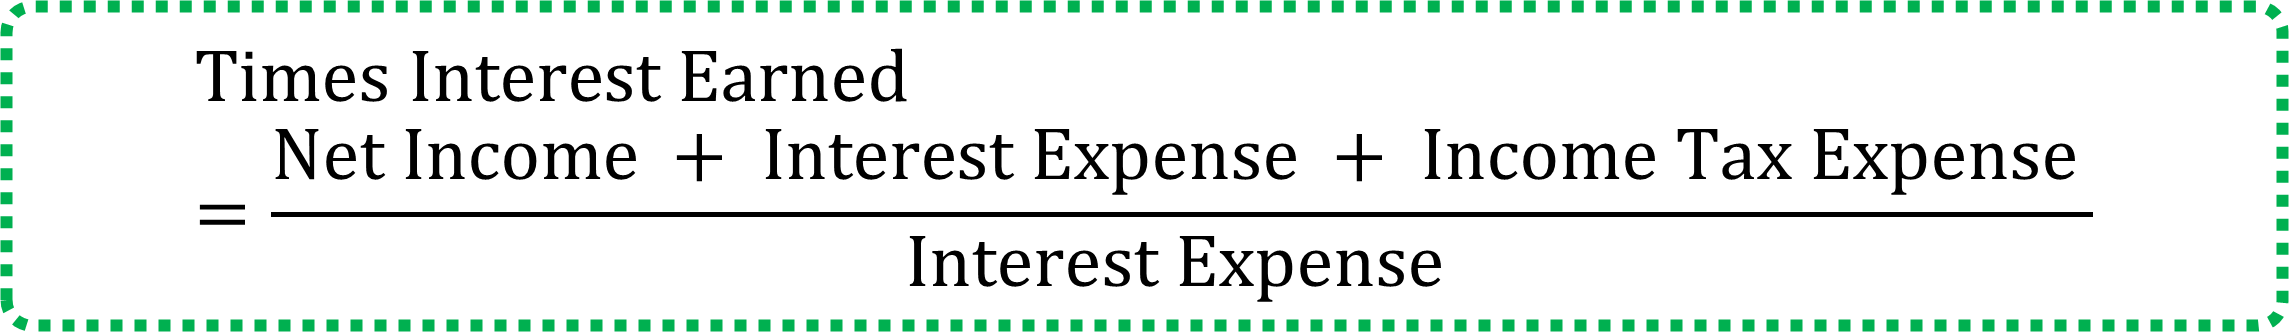 Times Interest Earned
= Net Income + Interest Expense + Income Tax Expense
Interest Expense